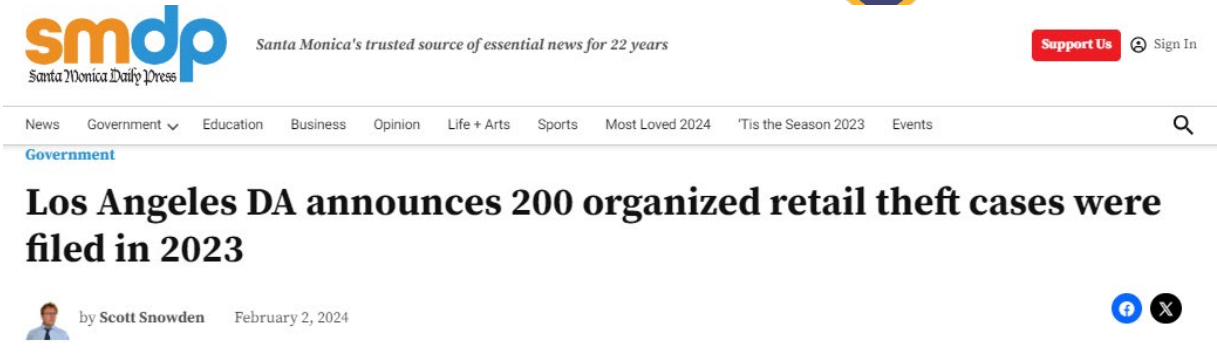 smdp
Santa Monica Daily Press
Santa Monica's trusted source of essential news for 22 years
Support Us
Sign In
News Government Education Business Opinion Life + Arts Sports Most Loved 2024 'Tis the Season 2023 Events
Government
Los Angeles DA announces 200 organized retail theft cases were
filed in 2023
by Scott Snowden February 2, 2024